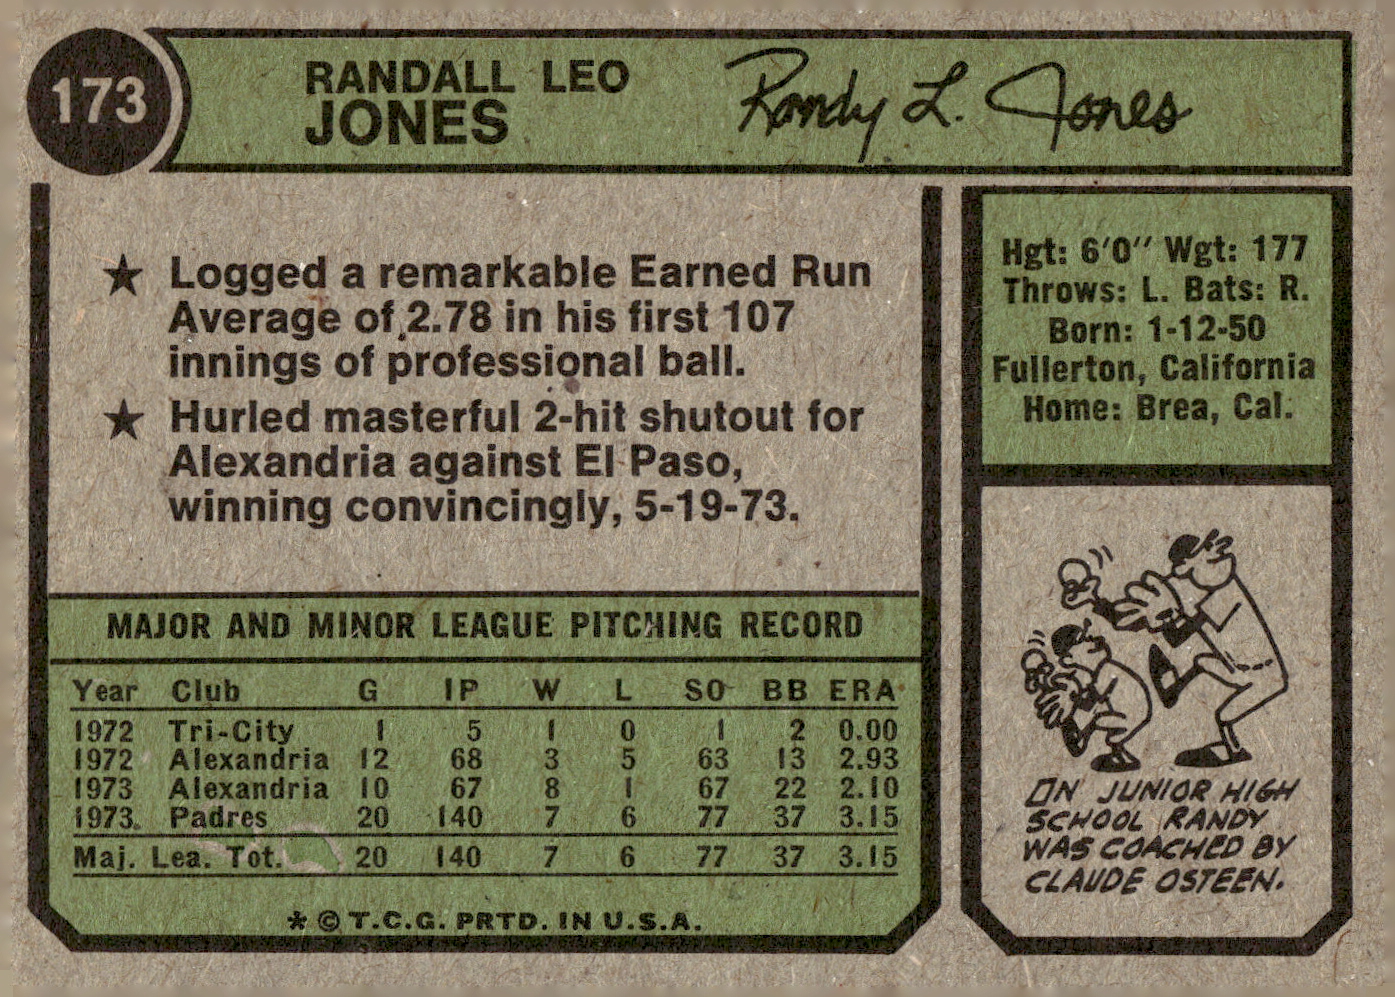 173
RANDALL LEO
JONES
Randy L. Jones
★ Logged a remarkable Earned Run
Average of 2.78 in his first 107
innings of professional ball.
★ Hurled masterful 2-hit shutout for
Alexandria against El Paso,
winning convincingly, 5-19-73.
Hgt: 6'0" Wgt: 177
Throws: L. Bats: R.
Born: 1-12-50
Fullerton, California
Home: Brea, Cal.
MAJOR AND MINOR LEAGUE PITCHING RECORD
Year Club G IP W L SO BB ERA
1972 Tri-City 1 5 1 0 1 2 0.00
1972 Alexandria 12 68 3 5 63 13 2.93
1973 Alexandria 10 67 8 1 67 22 2.10
1973 Padres 20 140 7 6 77 37 3.15
Maj. Lea. Tot. 20 140 7 6 77 37 3.15
* © T.C.G. PRTD. IN U.S.A.
ON JUNIOR HIGH
SCHOOL RANDY
WAS COACHED BY
CLAUDE OSTEEN.